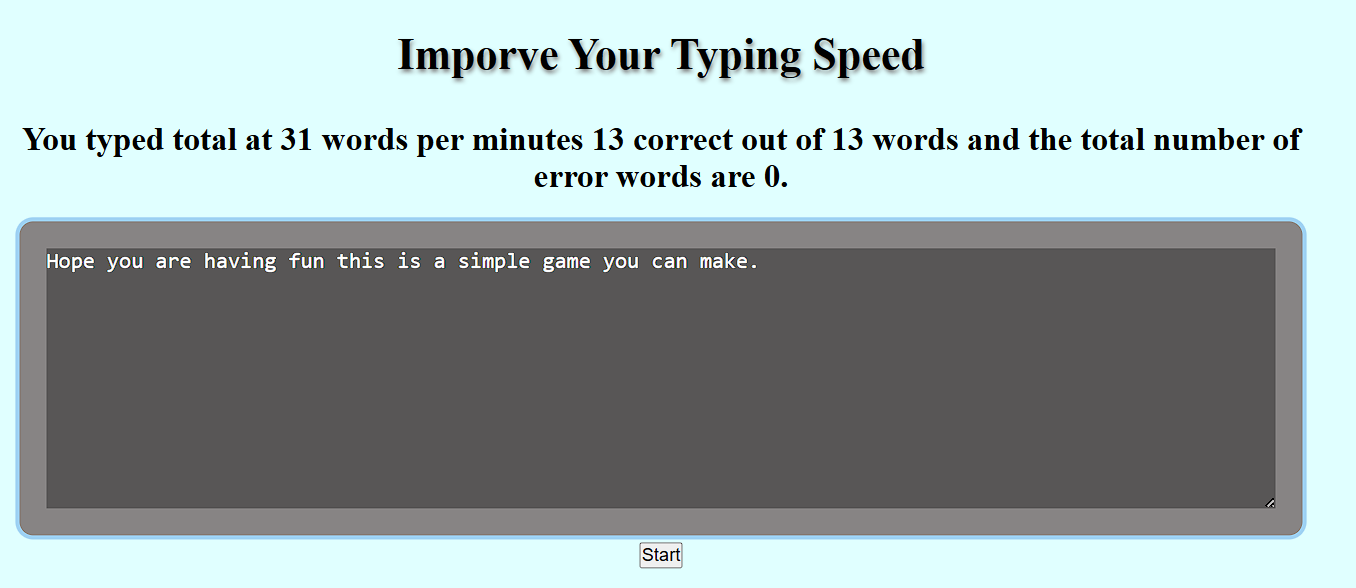 Imporve Your Typing Speed
You typed total at 31 words per minutes 13 correct out of 13 words and the total number of
error words are 0.
Hope you are having fun this is a simple game you can make.
Start